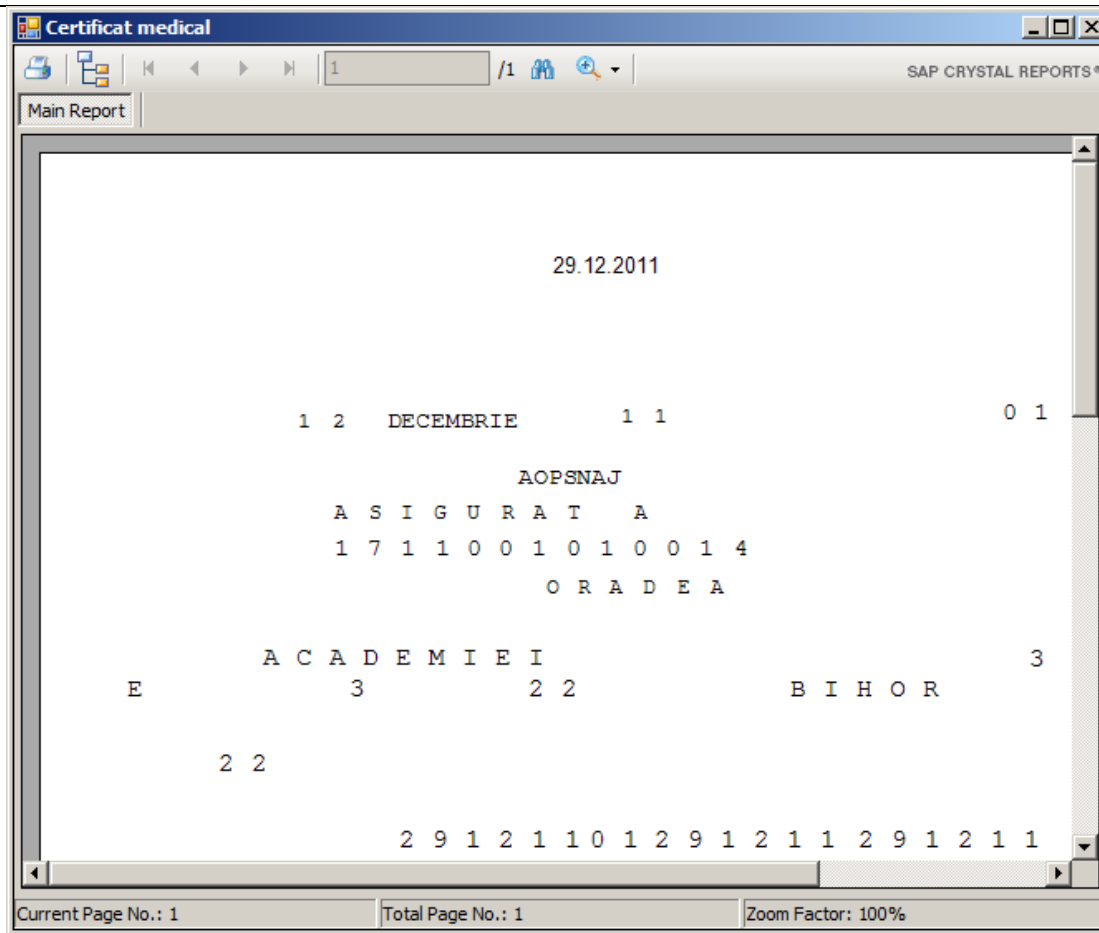 Certificat medical
1 /1 SAP CRYSTAL REPORTS®
Main Report
29.12.2011
1 2 DECEMBRIE 1 1 0 1
AOPSNAJ
A S I G U R A T A
1 7 1 1 0 0 1 0 1 0 0 1 4
O R A D E A
A C A D E M I E I 3
E 3 2 2 B I H O R
2 2
2 9 1 2 1 1 0 1 2 9 1 2 1 1 2 9 1 2 1 1
Current Page No.: 1 Total Page No.: 1 Zoom Factor: 100%